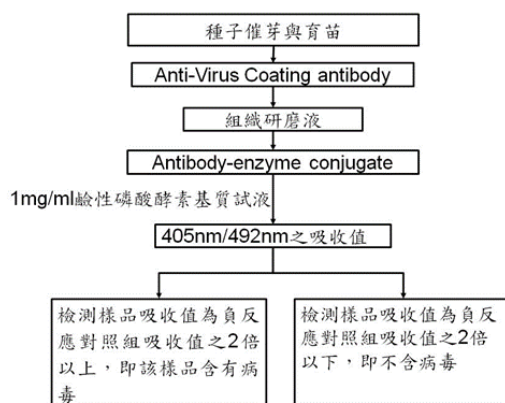 種子催芽與育苗
Anti-Virus Coating antibody
組織研磨液
Antibody-enzyme conjugate
1mg/ml鹼性磷酸酵素基質試液
405nm/492nm之吸收值
檢測樣品吸收值為負反
應對照組吸收值之2倍
以上，即該樣品含有病
毒
檢測樣品吸收值為負反
應對照組吸收值之2倍
以下，即不含病毒